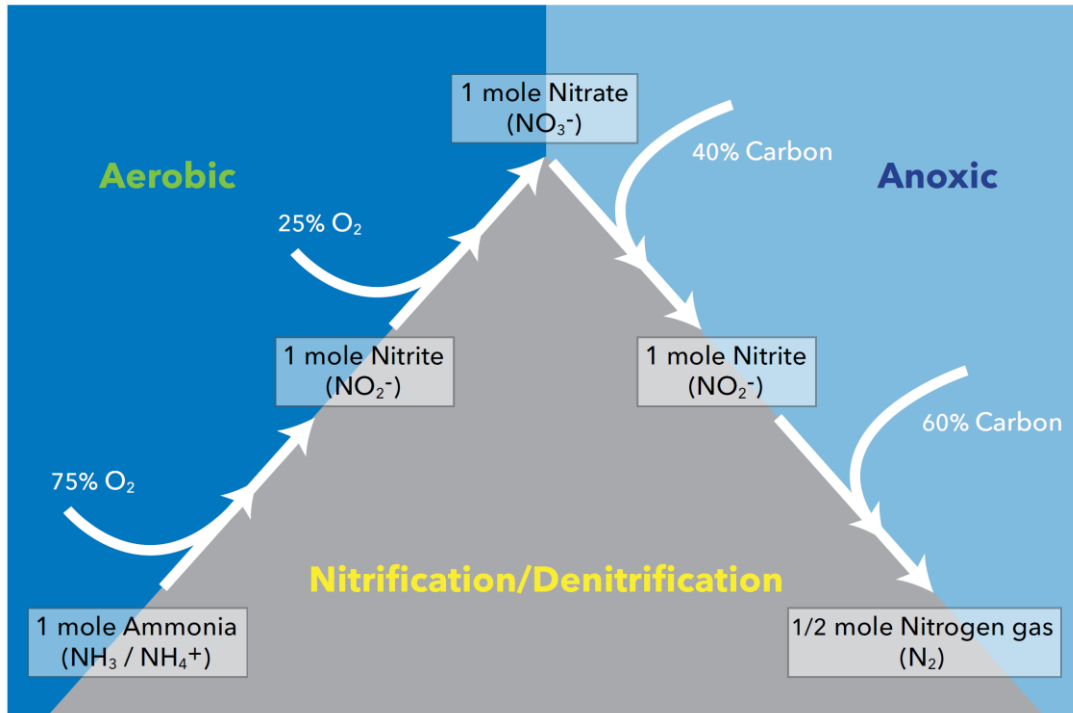 1 mole Nitrate
(NO₃-)
Aerobic
40% Carbon
Anoxic
25% O₂
1 mole Nitrite
(NO₂-)
1 mole Nitrite
(NO₂-)
60% Carbon
75% O₂
Nitrification/Denitrification
1 mole Ammonia
(NH₃ / NH₄+)
1/2 mole Nitrogen gas
(N₂)